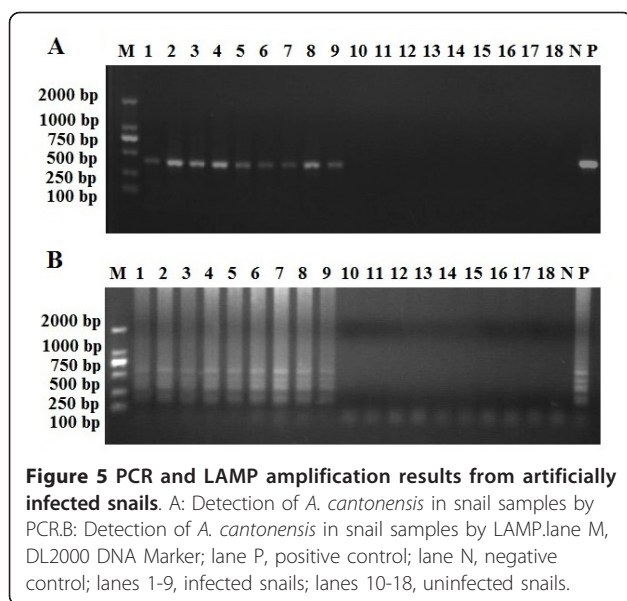 A
M 1 2 3 4 5 6 7 8 9 10 11 12 13 14 15 16 17 18 N P
2000 bp
1000 bp
750 bp
500 bp
250 bp
100 bp
B
M 1 2 3 4 5 6 7 8 9 10 11 12 13 14 15 16 17 18 N P
2000 bp
1000 bp
750 bp
500 bp
250 bp
100 bp
Figure 5 PCR and LAMP amplification results from artificially
infected snails. A: Detection of A. cantonensis in snail samples by
PCR.B: Detection of A. cantonensis in snail samples by LAMP.lane M,
DL2000 DNA Marker; lane P, positive control; lane N, negative
control; lanes 1-9, infected snails; lanes 10-18, uninfected snails.